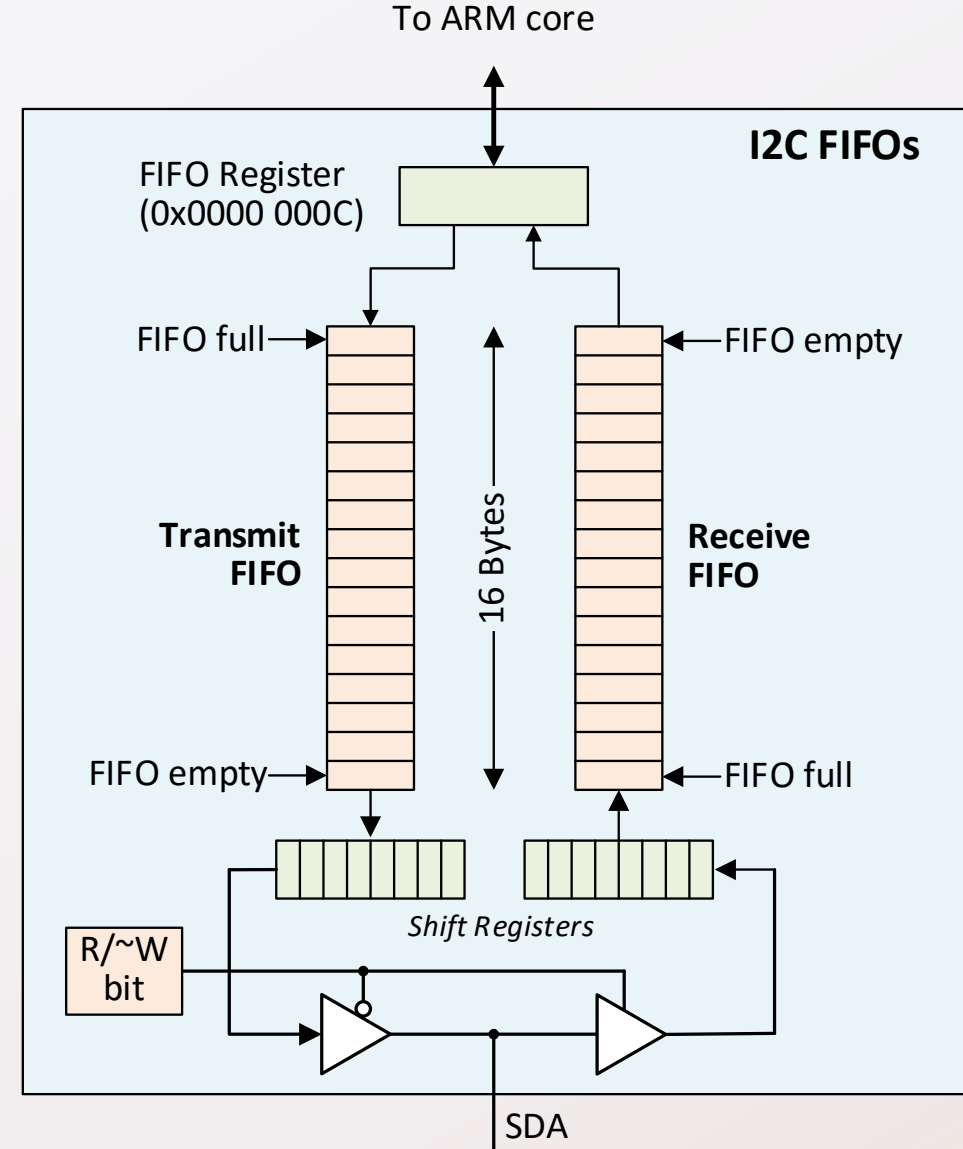 To ARM core
I2C FIFOs
FIFO Register
(0x0000 000C)
FIFO full
FIFO empty
Transmit
FIFO
16 Bytes
Receive
FIFO
FIFO empty
FIFO full
Shift Registers
R/~W
bit
SDA